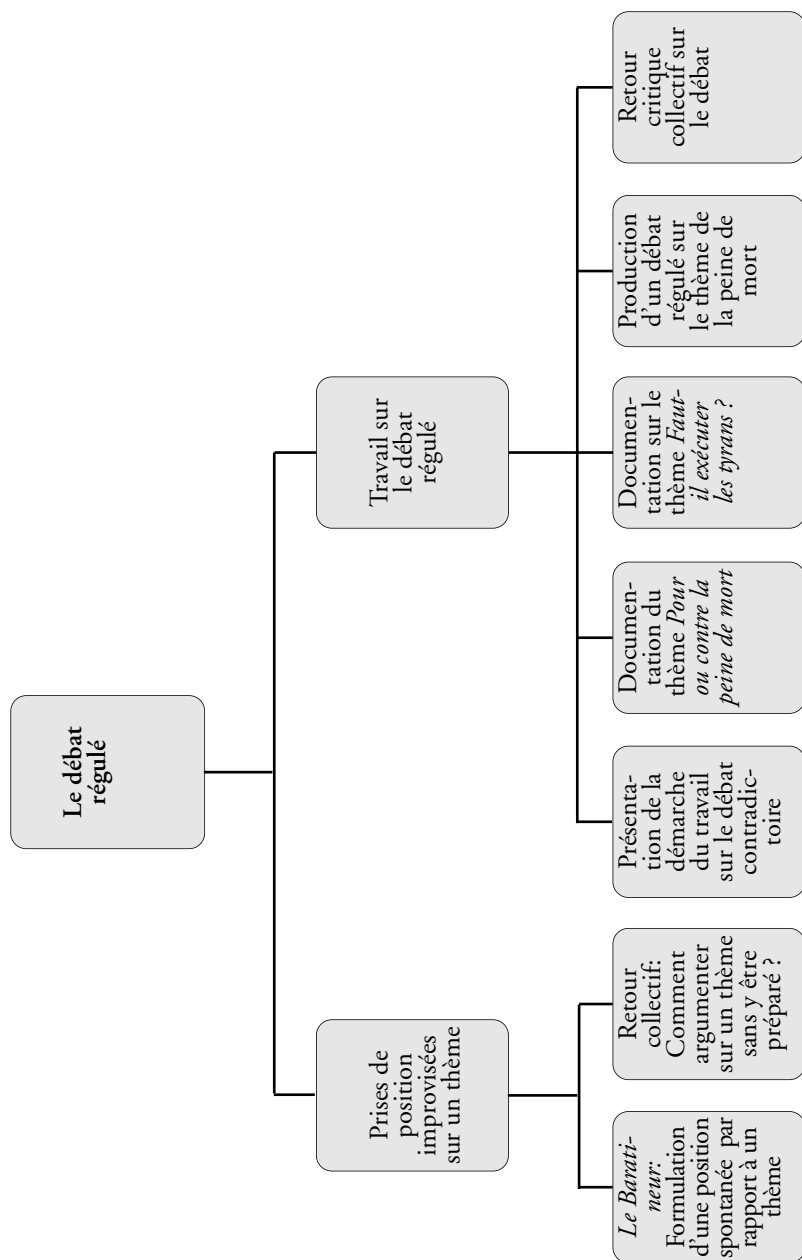 Le débat
régulé
Prises de
position
improvisées
sur un thème
Travail sur
le débat
régulé
Le Barati-
neur:
Formulation
d’une position
spontanée par
rapport à un
thème
Retour
collectif:
Comment
argumenter
sur un thème
sans y être
préparé ?
Présenta-
tion de la
démarche
du travail
sur le débat
contradic-
toire
Documen-
tation du
thème Pour
ou contre la
peine de mort
Documen-
tation sur le
thème Faut-
il exécuter
les tyrans ?
Production
d’un débat
régulé sur
le thème de
la peine de
mort
Retour
critique
collectif sur
le débat